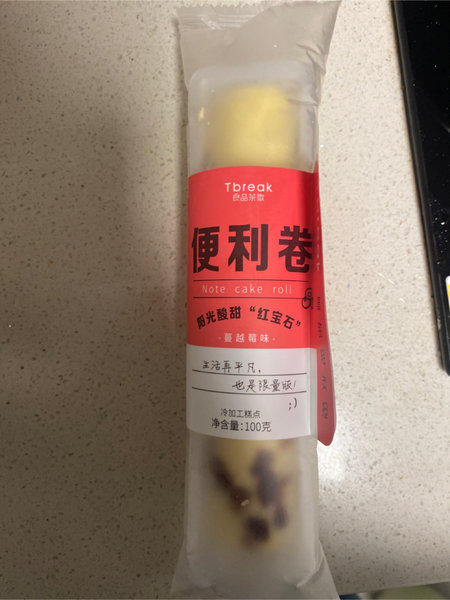 Tbreak
良品茶歇
便利卷
Note cake roll
阳光酸甜“红宝石”
·蔓越莓味·
生活再平凡，
也是限量版！
;)
冷加工糕点
净含量:100克